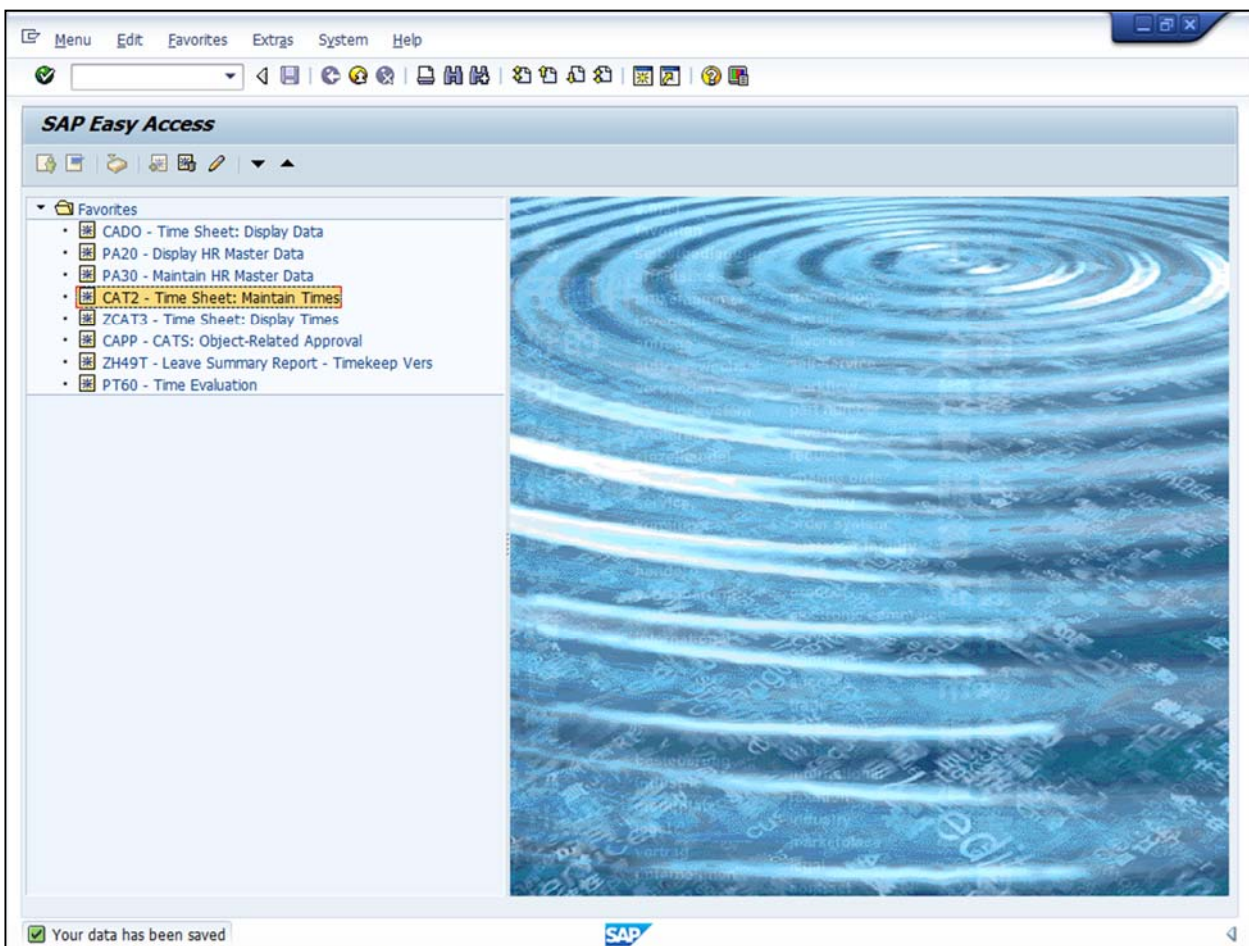 Menu Edit Favorites Extras System Help
SAP Easy Access
Favorites
CADO - Time Sheet: Display Data
PA20 - Display HR Master Data
PA30 - Maintain HR Master Data
CAT2 - Time Sheet: Maintain Times
ZCAT3 - Time Sheet: Display Times
CAPP - CATS: Object-Related Approval
ZH49T - Leave Summary Report - Timekeep Vers
PT60 - Time Evaluation
Your data has been saved
SAP